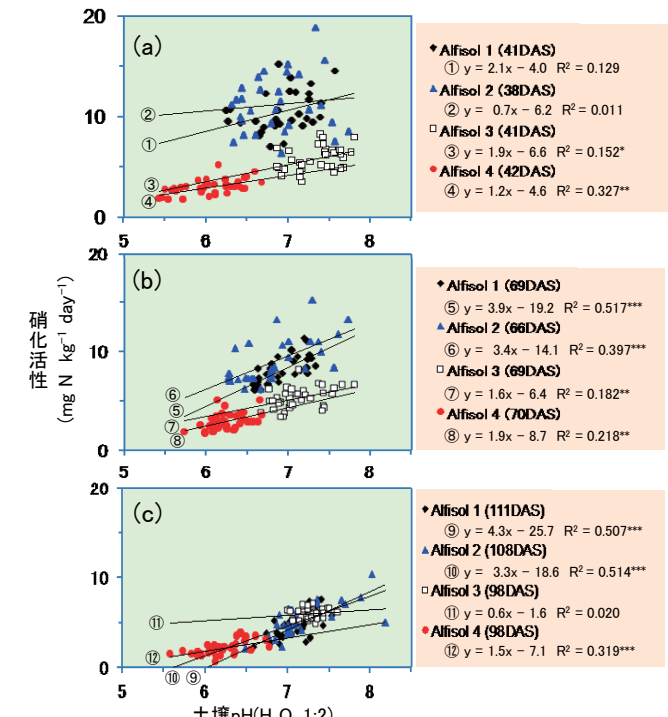 20
(a)
②
10
①
③
④
0
5 6 7 8
Alfisol 1 (41DAS)
① y = 2.1x − 4.0 R² = 0.129
Alfisol 2 (38DAS)
② y = 0.7x − 6.2 R² = 0.011
Alfisol 3 (41DAS)
③ y = 1.9x − 6.6 R² = 0.152*
Alfisol 4 (42DAS)
④ y = 1.2x − 4.6 R² = 0.327**
硝化活性
(mg N kg⁻¹ day⁻¹)
20
(b)
10
⑥
⑤
⑦
⑧
0
5 6 7 8
Alfisol 1 (69DAS)
⑤ y = 3.9x − 19.2 R² = 0.517***
Alfisol 2 (66DAS)
⑥ y = 3.4x − 14.1 R² = 0.397***
Alfisol 3 (69DAS)
⑦ y = 1.6x − 6.4 R² = 0.182**
Alfisol 4 (70DAS)
⑧ y = 1.9x − 8.7 R² = 0.218**
20
(c)
10
⑪
⑫
0
⑩ ⑨
5 6 7 8
Alfisol 1 (111DAS)
⑨ y = 4.3x − 25.7 R² = 0.507***
Alfisol 2 (108DAS)
⑩ y = 3.3x − 18.6 R² = 0.514***
Alfisol 3 (98DAS)
⑪ y = 0.6x − 1.6 R² = 0.020
Alfisol 4 (98DAS)
⑫ y = 1.5x − 7.1 R² = 0.319***
土壌pH(H₂O, 1:2)